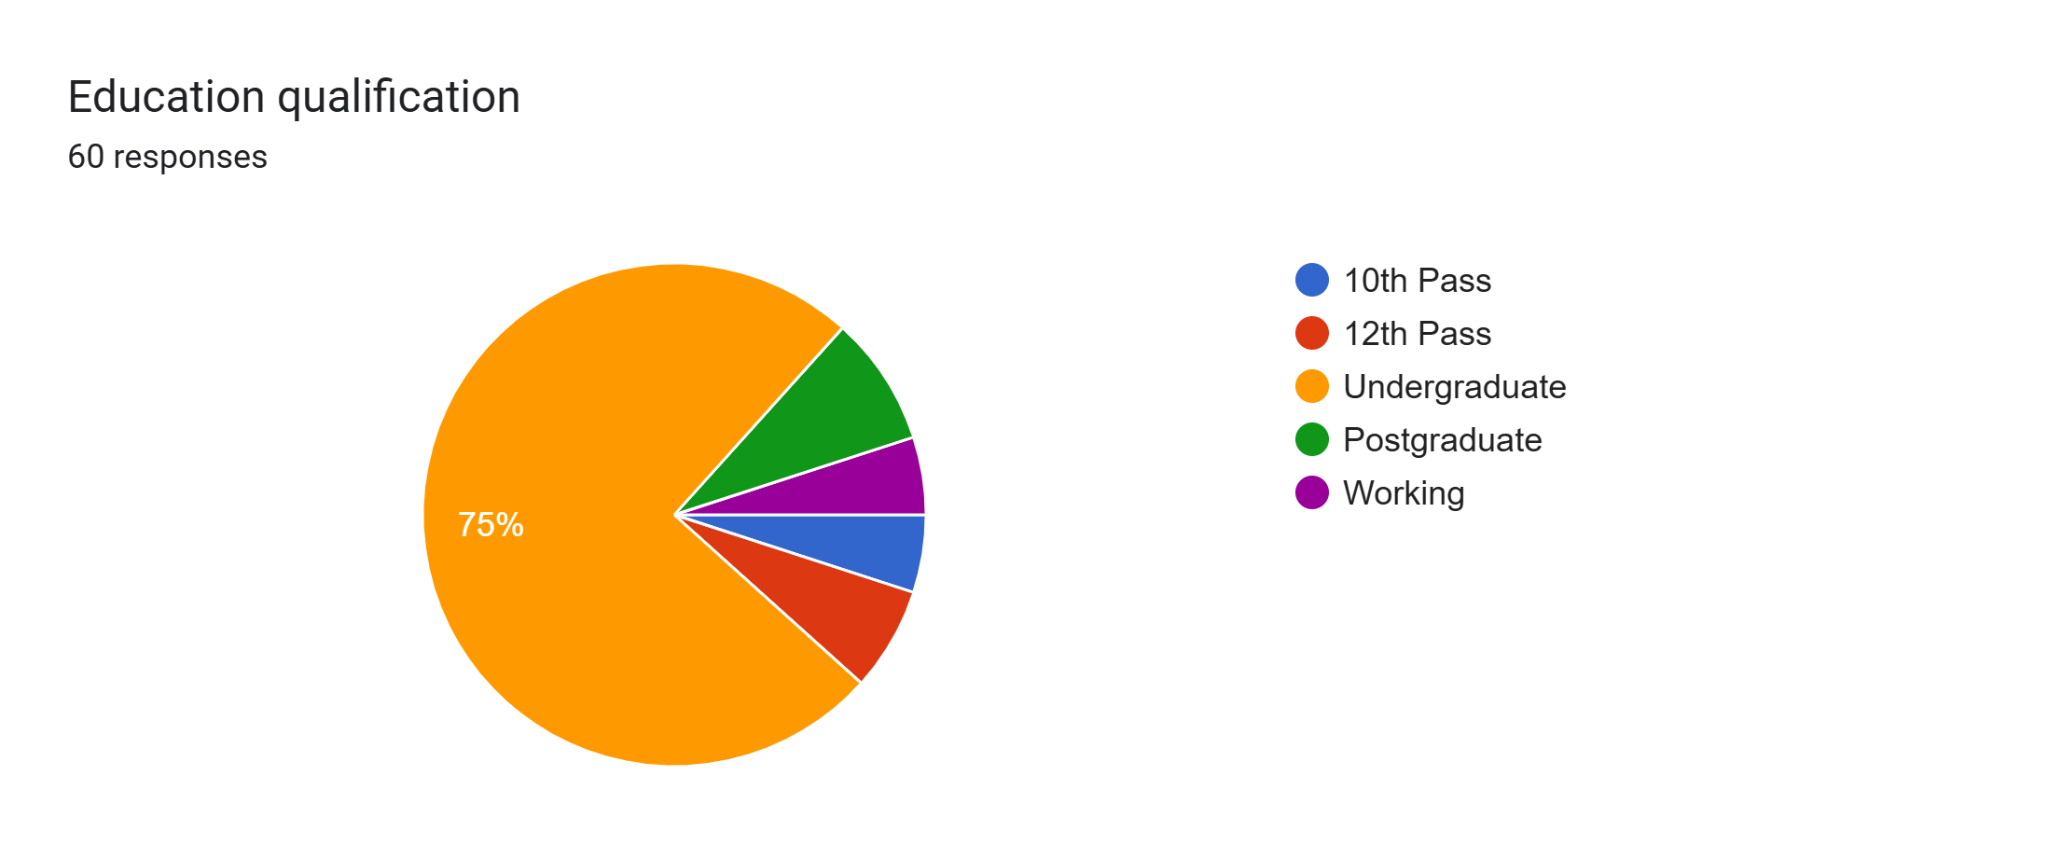 Education qualification
60 responses
75%
10th Pass
12th Pass
Undergraduate
Postgraduate
Working